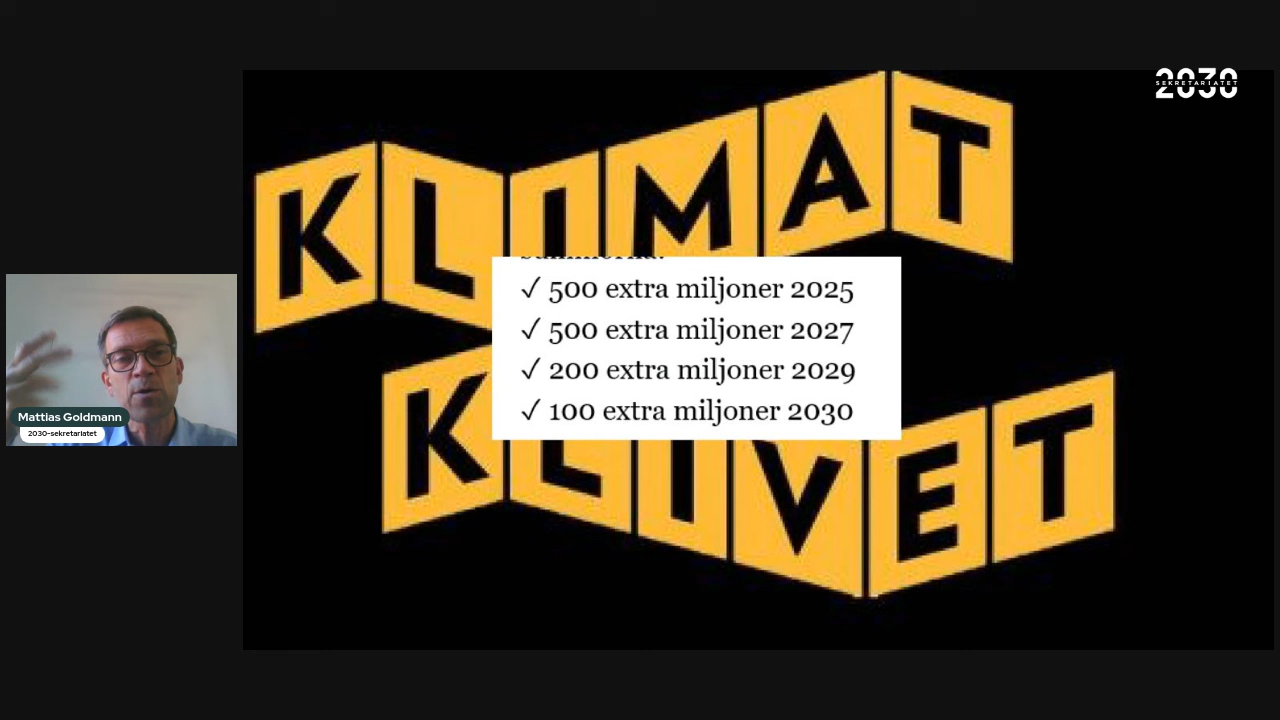 2030
SEKRETARIATET
KLIMAT
KLIVET
✓ 500 extra miljoner 2025
✓ 500 extra miljoner 2027
✓ 200 extra miljoner 2029
✓ 100 extra miljoner 2030
Mattias Goldmann
2030-sekretariatet